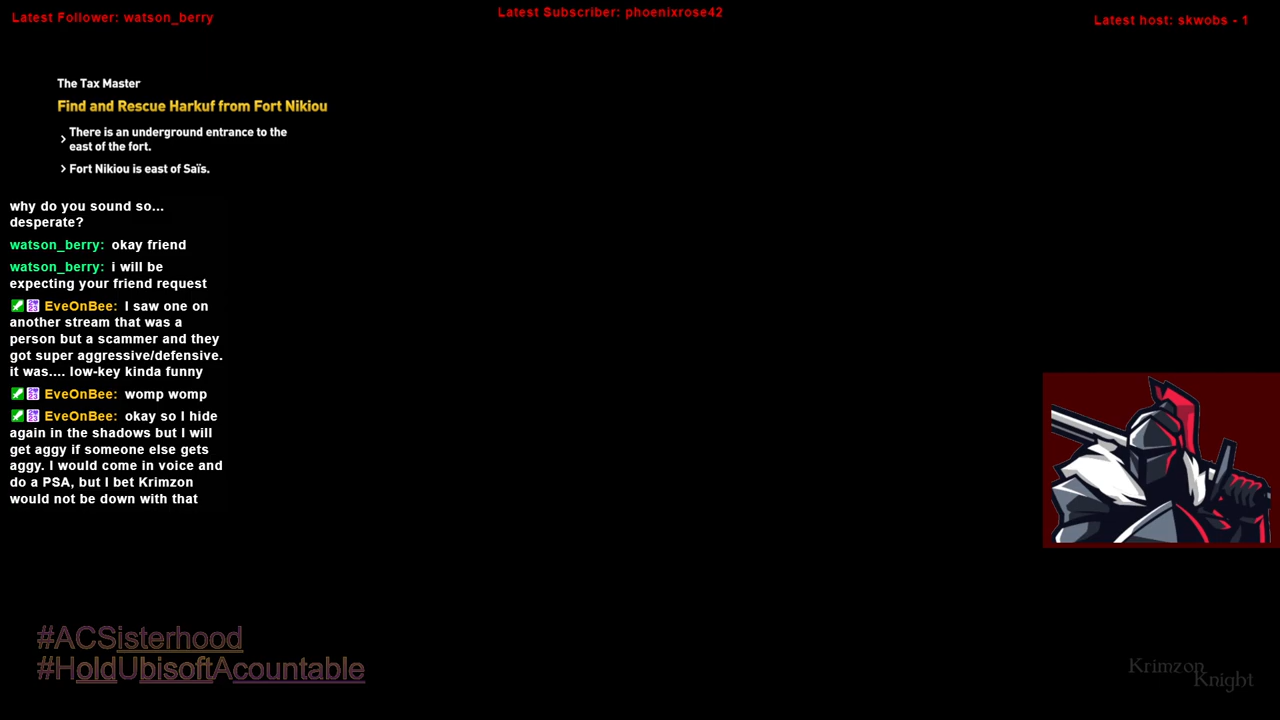 Latest Follower: watson_berry
Latest Subscriber: phoenixrose42
Latest host: skwobs - 1
The Tax Master
Find and Rescue Harkuf from Fort Nikiou
There is an underground entrance to the
east of the fort.
Fort Nikiou is east of Saïs.
why do you sound so...
desperate?
watson_berry: okay friend
watson_berry: i will be
expecting your friend request
EveOnBee: I saw one on
another stream that was a
person but a scammer and they
got super aggressive/defensive.
it was.... low-key kinda funny
EveOnBee: womp womp
EveOnBee: okay so I hide
again in the shadows but I will
get aggy if someone else gets
aggy. I would come in voice and
do a PSA, but I bet Krimzon
would not be down with that
#ACSisterhood
#HoldUbisoftAcountable
Krimzon
Knight